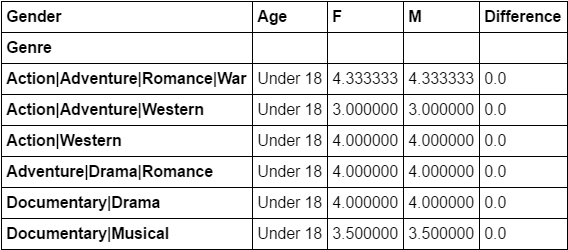 Gender Age F M Difference
Genre
Action|Adventure|Romance|War Under 18 4.333333 4.333333 0.0
Action|Adventure|Western Under 18 3.000000 3.000000 0.0
Action|Western Under 18 4.000000 4.000000 0.0
Adventure|Drama|Romance Under 18 4.000000 4.000000 0.0
Documentary|Drama Under 18 4.000000 4.000000 0.0
Documentary|Musical Under 18 3.500000 3.500000 0.0